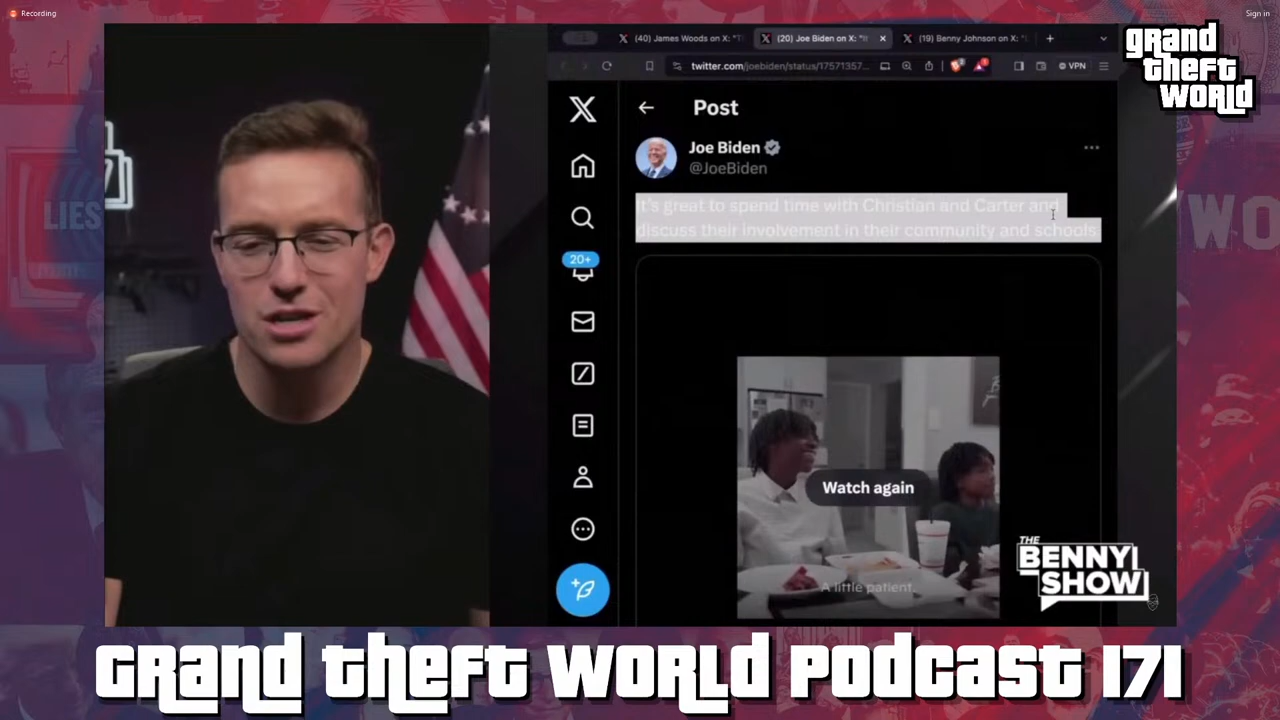 Recording
Sign in
grand
theft
WORLD
(40) James Woods on X: "T
(20) Joe Biden on X: "I
(19) Benny Johnson on X: "
twitter.com/joebiden/status/17571357...
VPN
Post
Joe Biden
@JoeBiden
It's great to spend time with Christian and Carter and
discuss their involvement in their community and schools
20+
LIES
WO
Watch again
A little patient.
THE
BENNY
SHOW
GRAND THEFT WORLD PODCAST 171